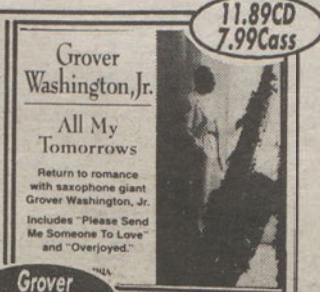 11.89CD
7.99Cass
Grover
Washington,Jr.
All My
Tomorrows
Return to romance
with saxophone giant
Grover Washington, Jr.
Includes "Please Send
Me Someone To Love"
and "Overjoyed."
Grover